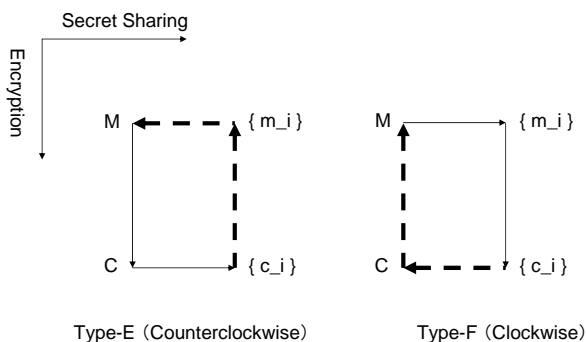 Secret Sharing
Encryption
M { m_i } M { m_i }
C { c_i } C { c_i }
Type-E（Counterclockwise） Type-F（Clockwise）